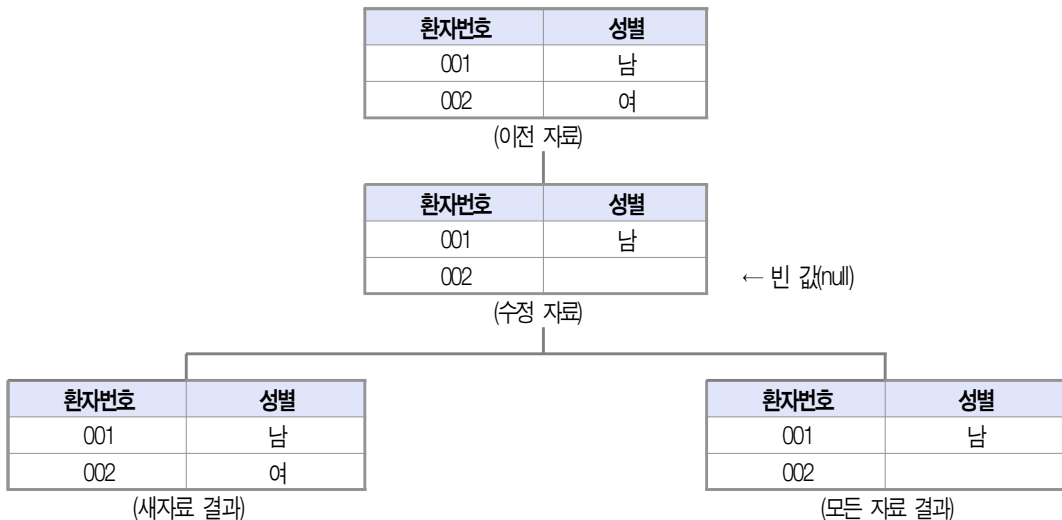 환자번호 성별
001 남
002 여
(이전 자료)
환자번호 성별
001 남
002 ← 빈 값(null)
(수정 자료)
환자번호 성별
001 남
002 여
(새자료 결과)
환자번호 성별
001 남
002
(모든 자료 결과)